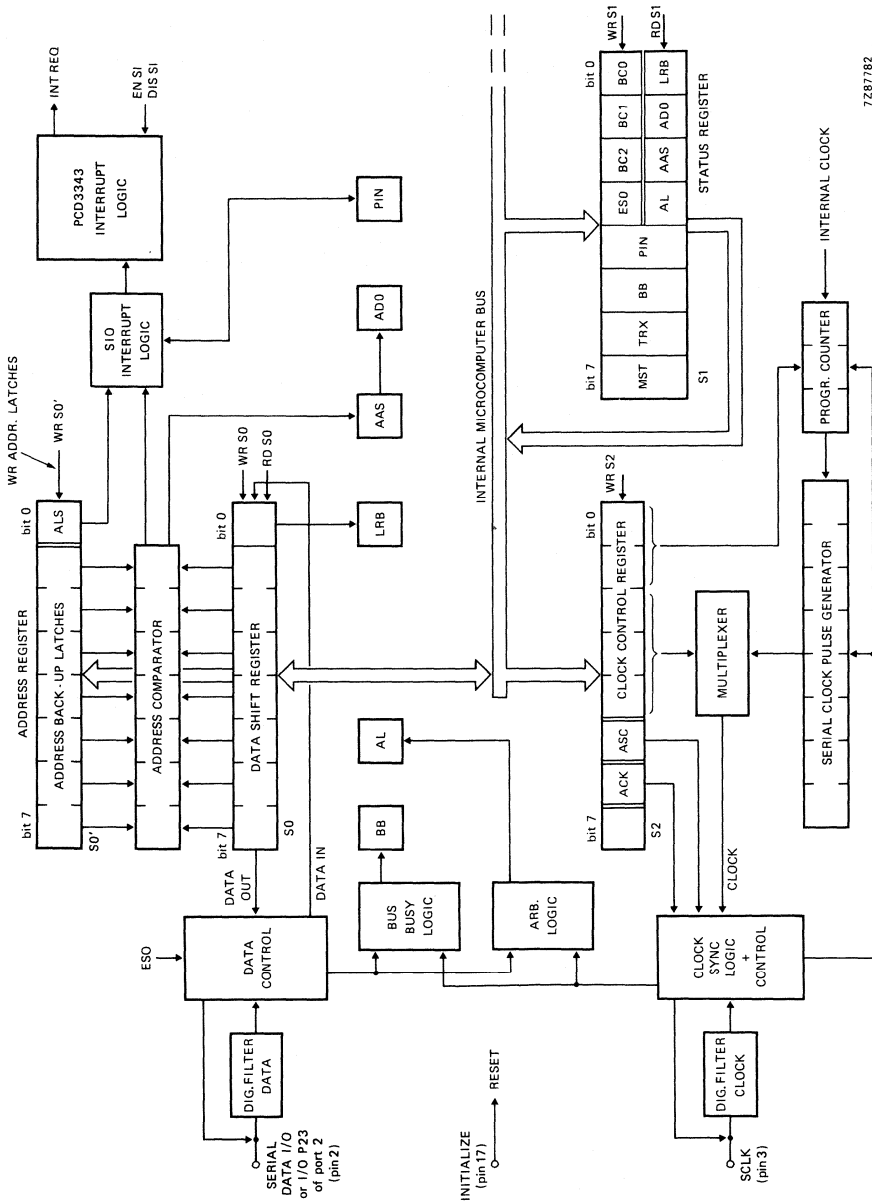 WR ADDR. LATCHES
ADDRESS REGISTER
bit 7
bit 0
ADDRESS BACK-UP LATCHES
ALS
WR S0'
S0'
ADDRESS COMPARATOR
SIO
INTERRUPT
LOGIC
PCD3343
INTERRUPT
LOGIC
INT REQ
EN SI
DIS SI
ESO
DATA
CONTROL
DATA
OUT
DATA IN
bit 7
bit 0
DATA SHIFT REGISTER
S0
WR S0
RD S0
DIG. FILTER
DATA
SERIAL
DATA I/O
or I/O P23
of port 2
(pin 2)
BUS
BUSY
LOGIC
BB
AL
LRB
AAS
AD0
PIN
ARB.
LOGIC
INITIALIZE
(pin 17)
RESET
INTERNAL MICROCOMPUTER BUS
bit 7
bit 0
ACK
ASC
CLOCK CONTROL REGISTER
S2
WR S2
bit 7
bit 0
MST
TRX
BB
PIN
ESO
BC2
BC1
BC0
AL
AAS
AD0
LRB
WR S1
RD S1
S1
STATUS REGISTER
CLOCK
SYNC
LOGIC
+
CONTROL
CLOCK
MULTIPLEXER
DIG. FILTER
CLOCK
SCLK
(pin 3)
SERIAL CLOCK PULSE GENERATOR
PROGR. COUNTER
INTERNAL CLOCK
7Z87782